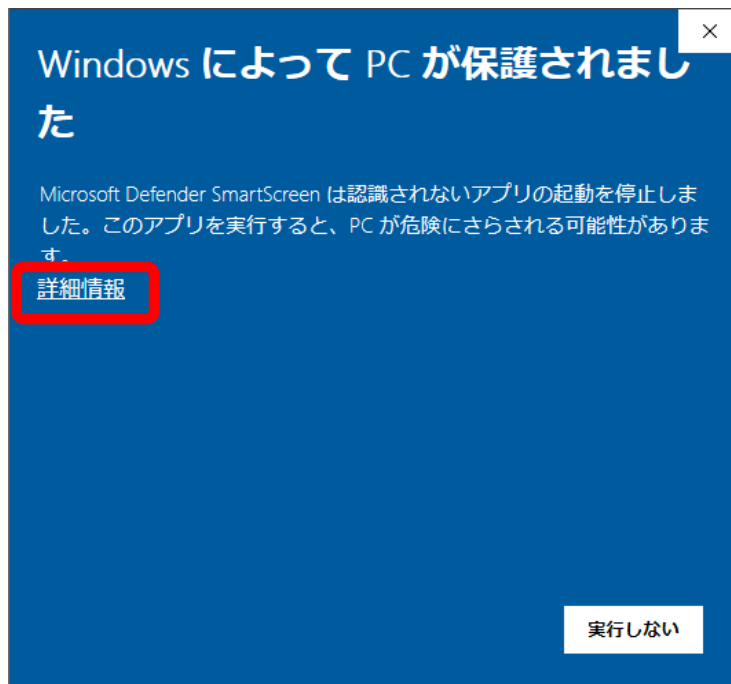 Windows によって PC が保護されまし
た
Microsoft Defender SmartScreen は認識されないアプリの起動を停止しま
した。このアプリを実行すると、PC が危険にさらされる可能性がありま
す。
詳細情報
実行しない